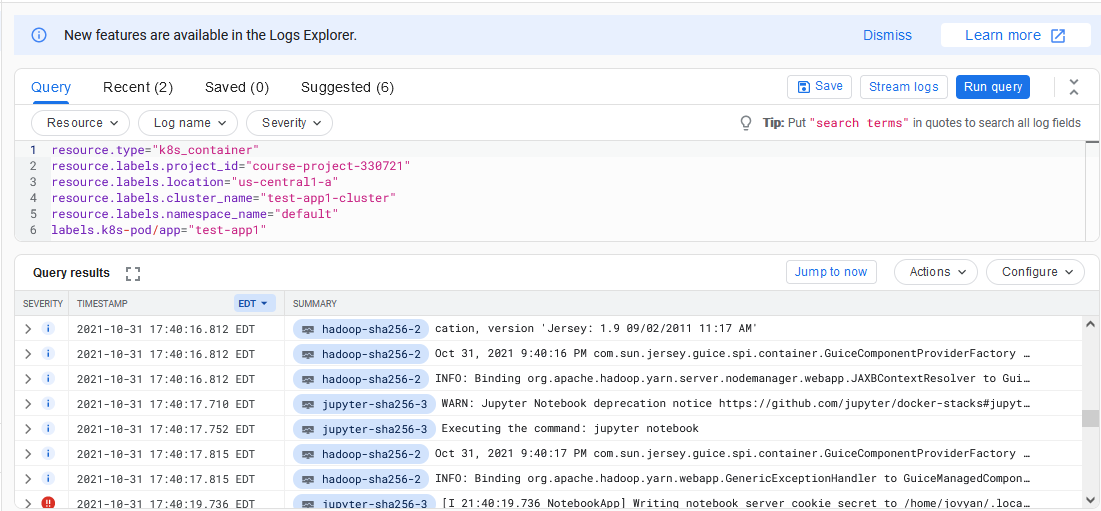 New features are available in the Logs Explorer. Dismiss Learn more
Query Recent (2) Saved (0) Suggested (6) Save Stream logs Run query
Resource Log name Severity Tip: Put "search terms" in quotes to search all log fields
1 resource.type="k8s_container"
2 resource.labels.project_id="course-project-330721"
3 resource.labels.location="us-central1-a"
4 resource.labels.cluster_name="test-app1-cluster"
5 resource.labels.namespace_name="default"
6 labels.k8s-pod/app="test-app1"
Query results Jump to now Actions Configure
SEVERITY TIMESTAMP EDT SUMMARY
2021-10-31 17:40:16.812 EDT hadoop-sha256-2 cation, version 'Jersey: 1.9 09/02/2011 11:17 AM'
2021-10-31 17:40:16.812 EDT hadoop-sha256-2 Oct 31, 2021 9:40:16 PM com.sun.jersey.guice.spi.container.GuiceComponentProviderFactory …
2021-10-31 17:40:16.812 EDT hadoop-sha256-2 INFO: Binding org.apache.hadoop.yarn.server.nodemanager.webapp.JAXBContextResolver to Gui…
2021-10-31 17:40:17.710 EDT jupyter-sha256-3 WARN: Jupyter Notebook deprecation notice https://github.com/jupyter/docker-stacks#jupyt…
2021-10-31 17:40:17.752 EDT jupyter-sha256-3 Executing the command: jupyter notebook
2021-10-31 17:40:17.815 EDT hadoop-sha256-2 Oct 31, 2021 9:40:17 PM com.sun.jersey.guice.spi.container.GuiceComponentProviderFactory …
2021-10-31 17:40:17.815 EDT hadoop-sha256-2 INFO: Binding org.apache.hadoop.yarn.webapp.GenericExceptionHandler to GuiceManagedCompon…
2021-10-31 17:40:19.736 EDT jupyter-sha256-3 [I 21:40:19.736 NotebookApp] Writing notebook server cookie secret to /home/jovyan/.loca…